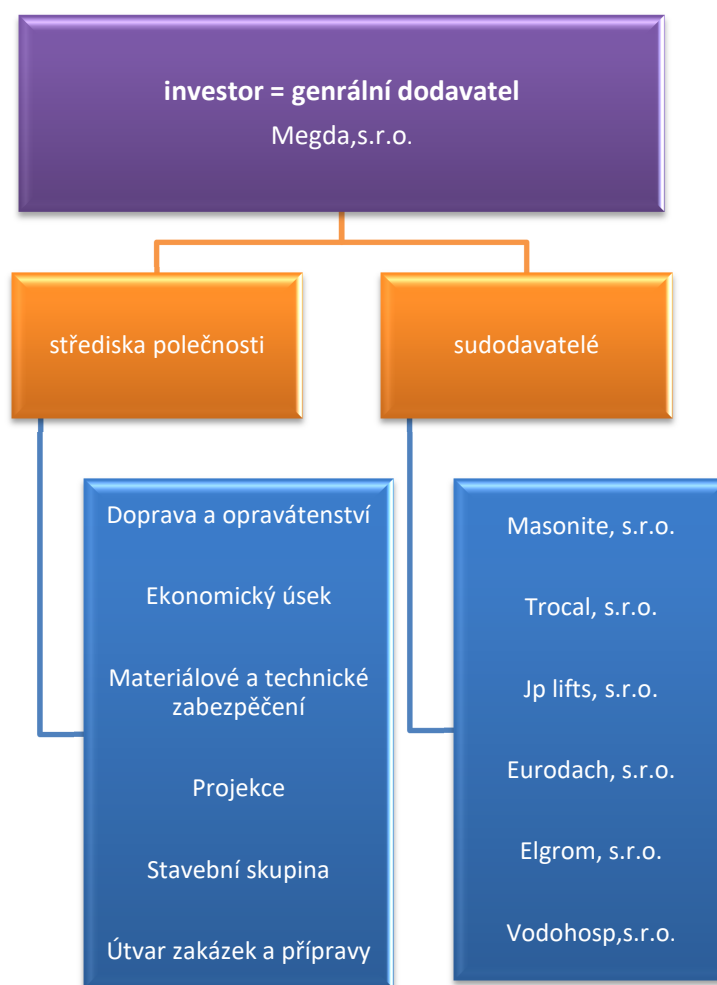 investor = genrální dodavatel
Megda,s.r.o.
střediska polečnosti
sudodavatelé
Doprava a opravátenství
Ekonomický úsek
Materiálové a technické
zabezpěčení
Projekce
Stavební skupina
Útvar zakázek a přípravy
Masonite, s.r.o.
Trocal, s.r.o.
Jp lifts, s.r.o.
Eurodach, s.r.o.
Elgrom, s.r.o.
Vodohosp,s.r.o.